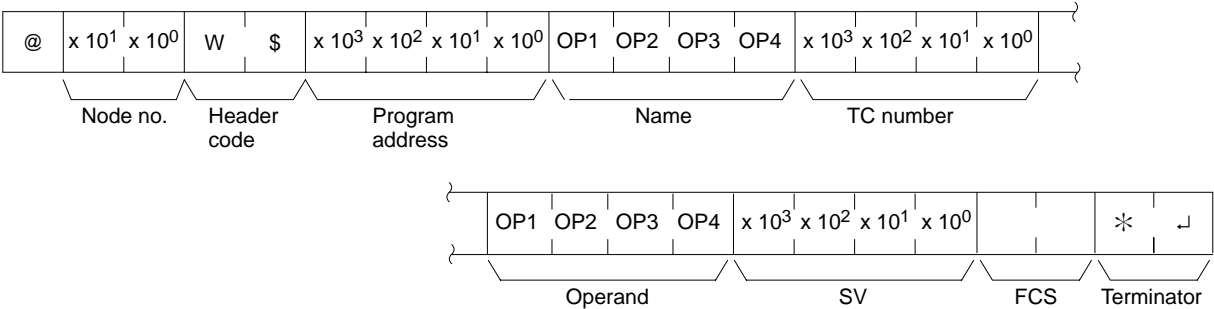 @ x 10¹ x 10⁰ W $ x 10³ x 10² x 10¹ x 10⁰ OP1 OP2 OP3 OP4 x 10³ x 10² x 10¹ x 10⁰
Node no. Header code Program address Name TC number
OP1 OP2 OP3 OP4 x 10³ x 10² x 10¹ x 10⁰ * ↵
Operand SV FCS Terminator